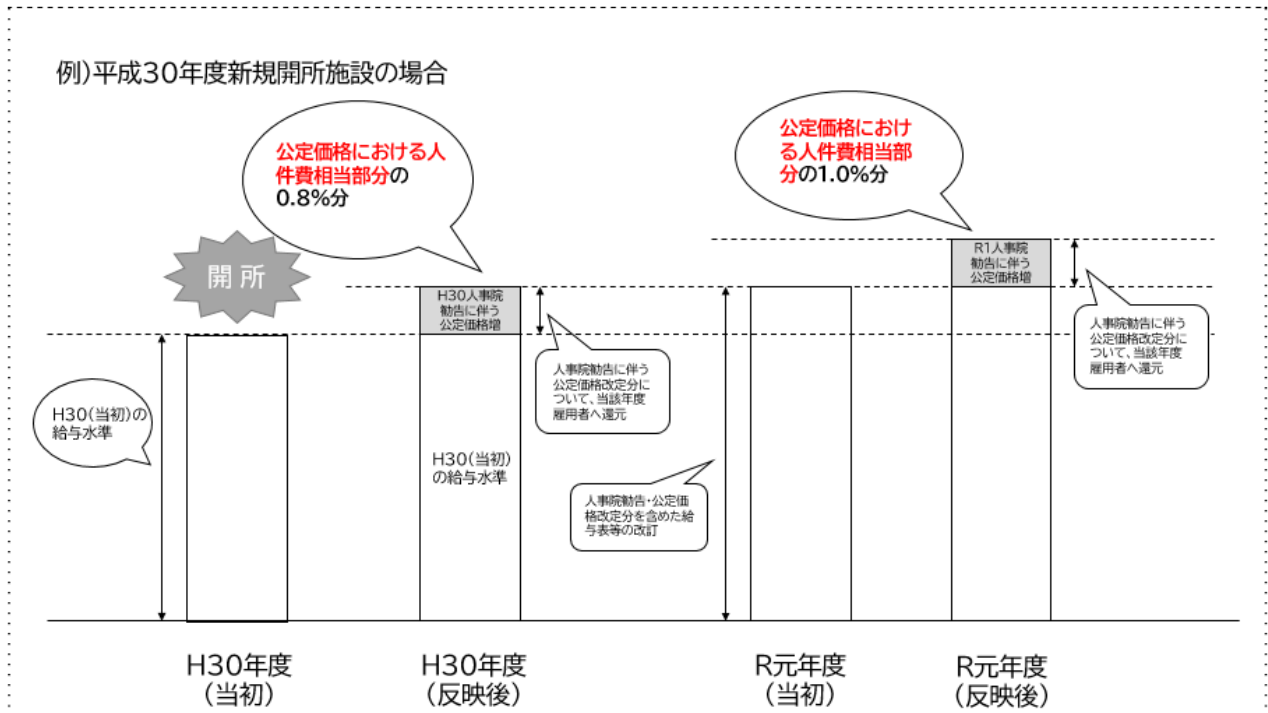 例)平成30年度新規開所施設の場合
公定価格における人
件費相当部分の
0.8%分
公定価格におけ
る人件費相当部
分の1.0%分
開所
H30人事院
勧告に伴う
公定価格増
R1人事院
勧告に伴う
公定価格増
人事院勧告に伴う
公定価格改定分に
ついて、当該年度
雇用者へ還元
人事院勧告に伴う
公定価格改定分に
ついて、当該年度
雇用者へ還元
H30(当初)の
給与水準
H30(当初)
の給与水準
人事院勧告・公定価
格改定分を含めた給
与表等の改訂
H30年度
(当初)
H30年度
(反映後)
R元年度
(当初)
R元年度
(反映後)